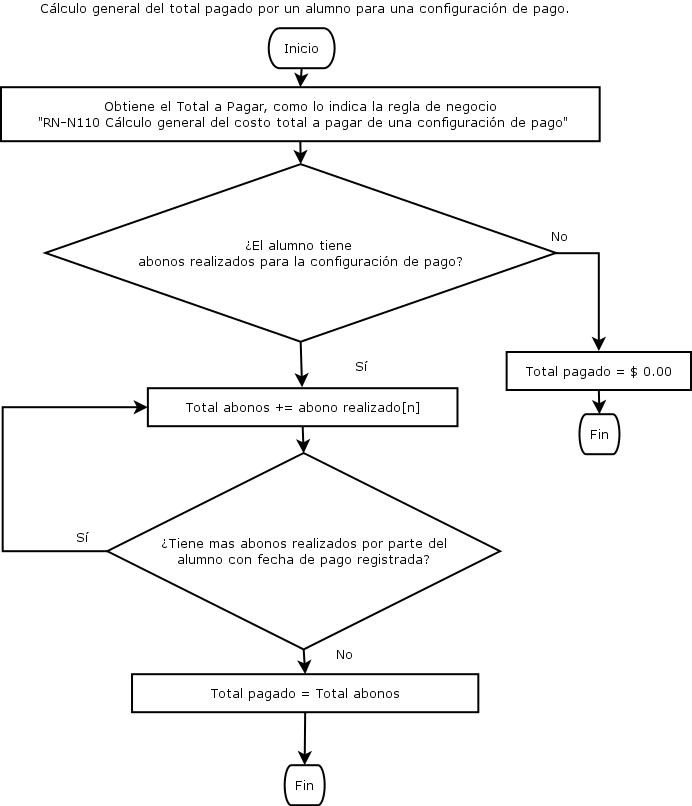 Cálculo general del total pagado por un alumno para una configuración de pago.
Inicio
Obtiene el Total a Pagar, como lo indica la regla de negocio
"RN-N110 Cálculo general del costo total a pagar de una configuración de pago"
¿El alumno tiene
abonos realizados para la configuración de pago?
No
Sí
Total pagado = $ 0.00
Fin
Total abonos += abono realizado[n]
¿Tiene mas abonos realizados por parte del
alumno con fecha de pago registrada?
Sí
No
Total pagado = Total abonos
Fin